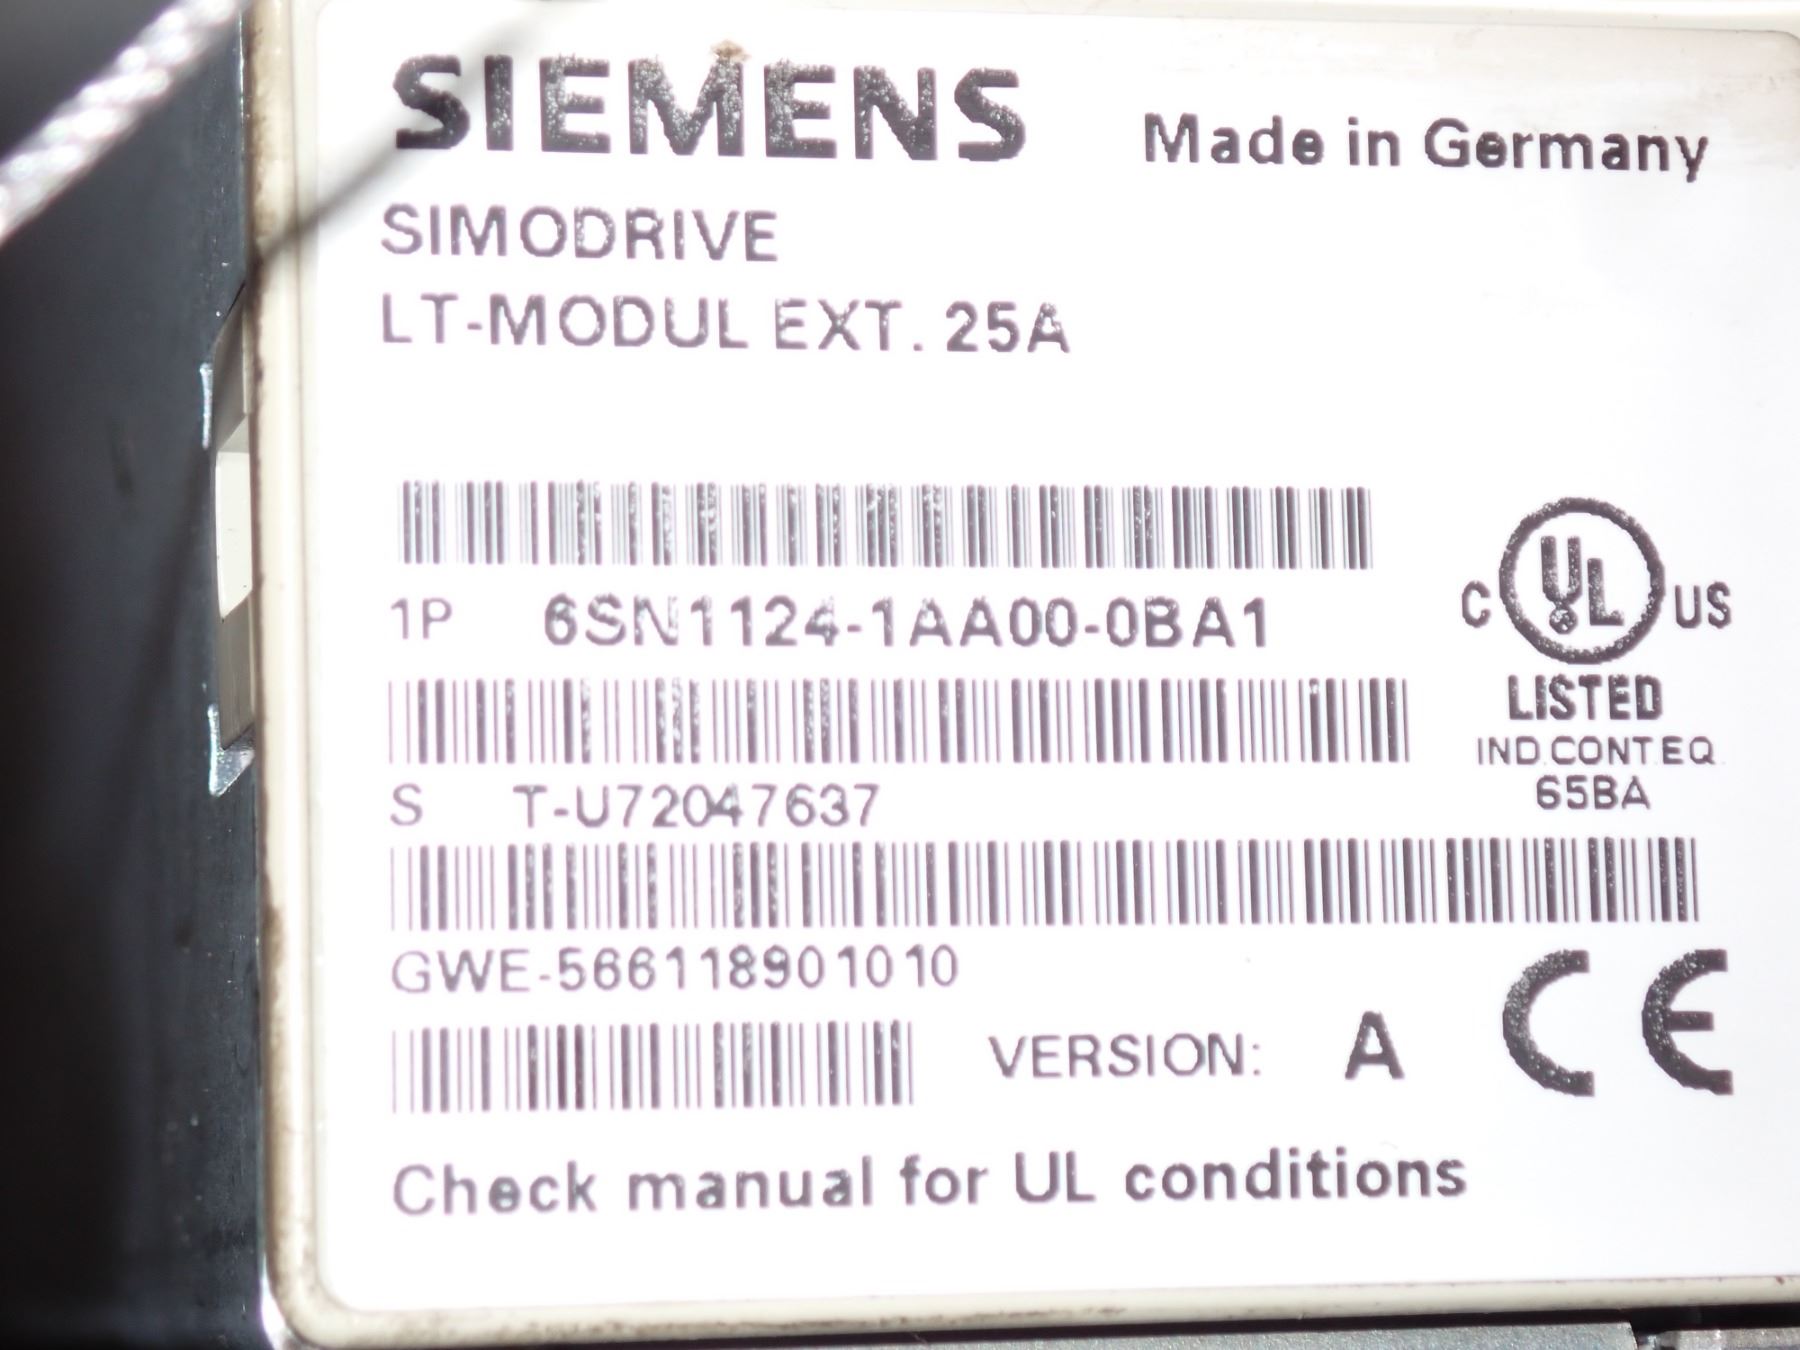 SIEMENS Made in Germany
SIMODRIVE
LT-MODUL EXT. 25A
1P 6SN1124-1AA00-0BA1
C UL US
LISTED
IND.CONT.EQ.
65BA
S T-U72047637
GWE-566118901010
VERSION: A CE
Check manual for UL conditions